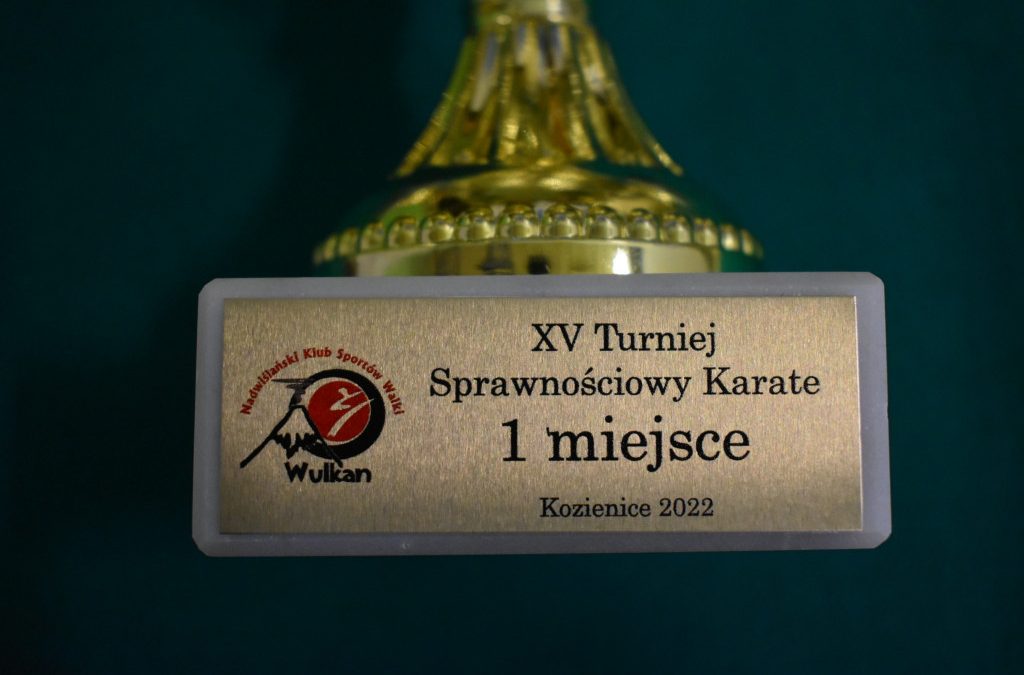 Nadwiślański Klub Sportów Walki
Wulkan
XV Turniej
Sprawnościowy Karate
1 miejsce
Kozienice 2022